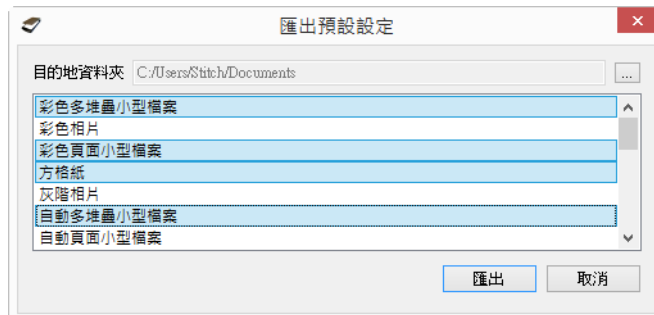 匯出預設設定
目的地資料夾 C:/Users/Stitch/Documents ...
彩色多堆疊小型檔案
彩色相片
彩色頁面小型檔案
方格紙
灰階相片
自動多堆疊小型檔案
自動頁面小型檔案
匯出 取消